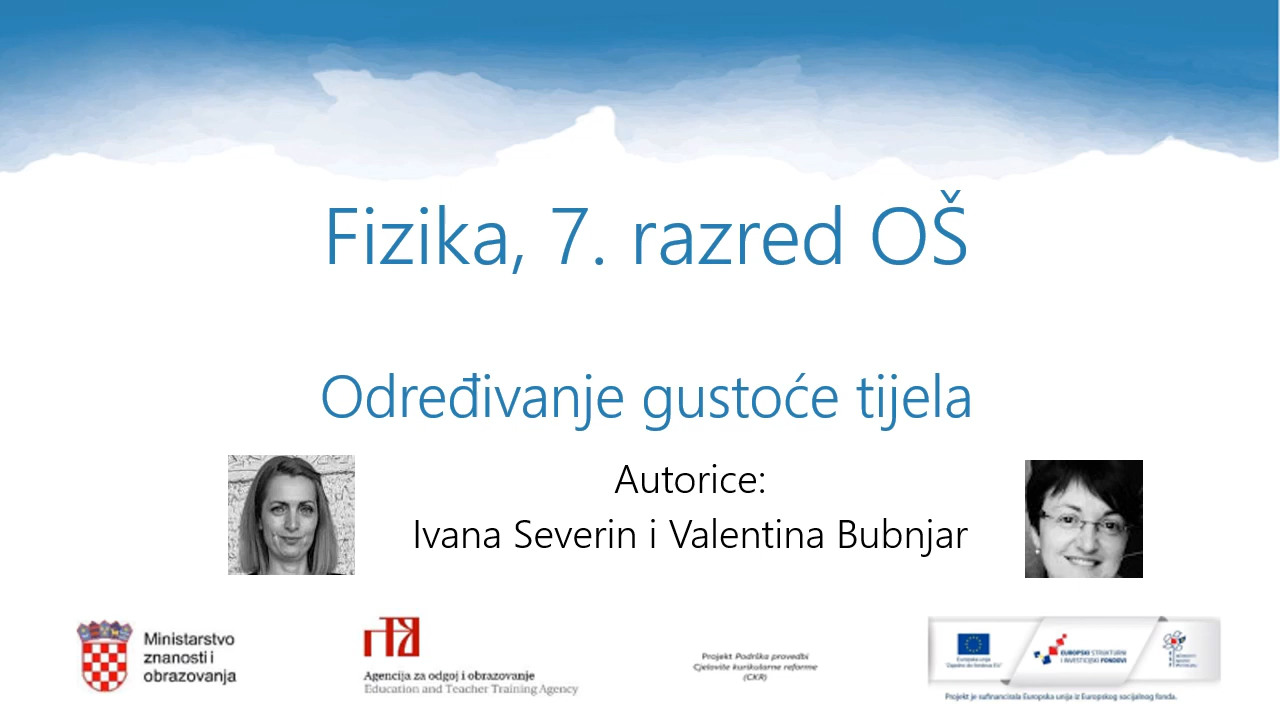 Fizika, 7. razred OŠ
Određivanje gustoće tijela
Autorice:
Ivana Severin i Valentina Bubnjar
Ministarstvo
znanosti i
obrazovanja
Agencija za odgoj i obrazovanje
Education and Teacher Training Agency
Projekt Podrška provedbi
Cjelovite kurikularne reforme
(CKR)
Europska unija
EUROPSKI STRUKTURNI
I INVESTICIJSKI FONDOVI
Projekt je sufinancirala Europska unija iz Europskog socijalnog fonda.